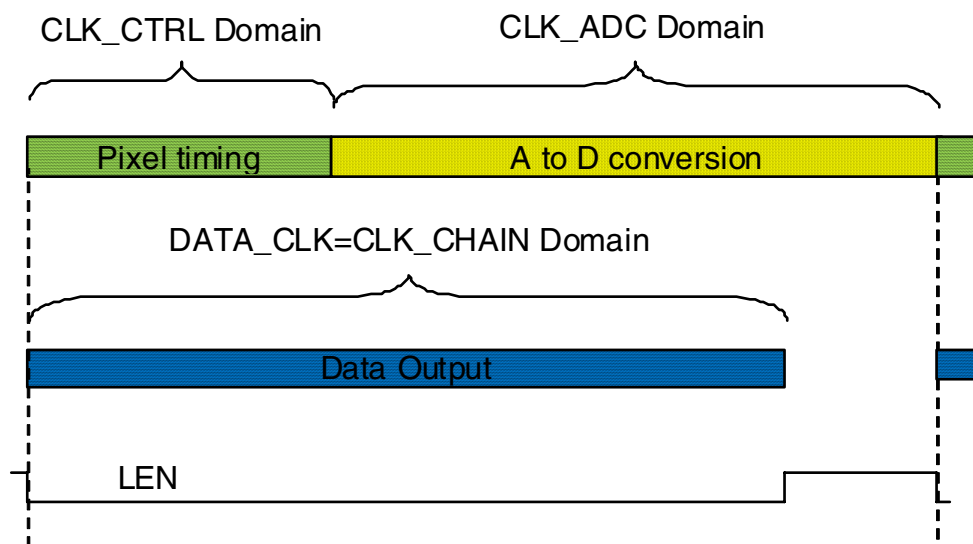 CLK_CTRL Domain
CLK_ADC Domain
Pixel timing
A to D conversion
DATA_CLK=CLK_CHAIN Domain
Data Output
LEN